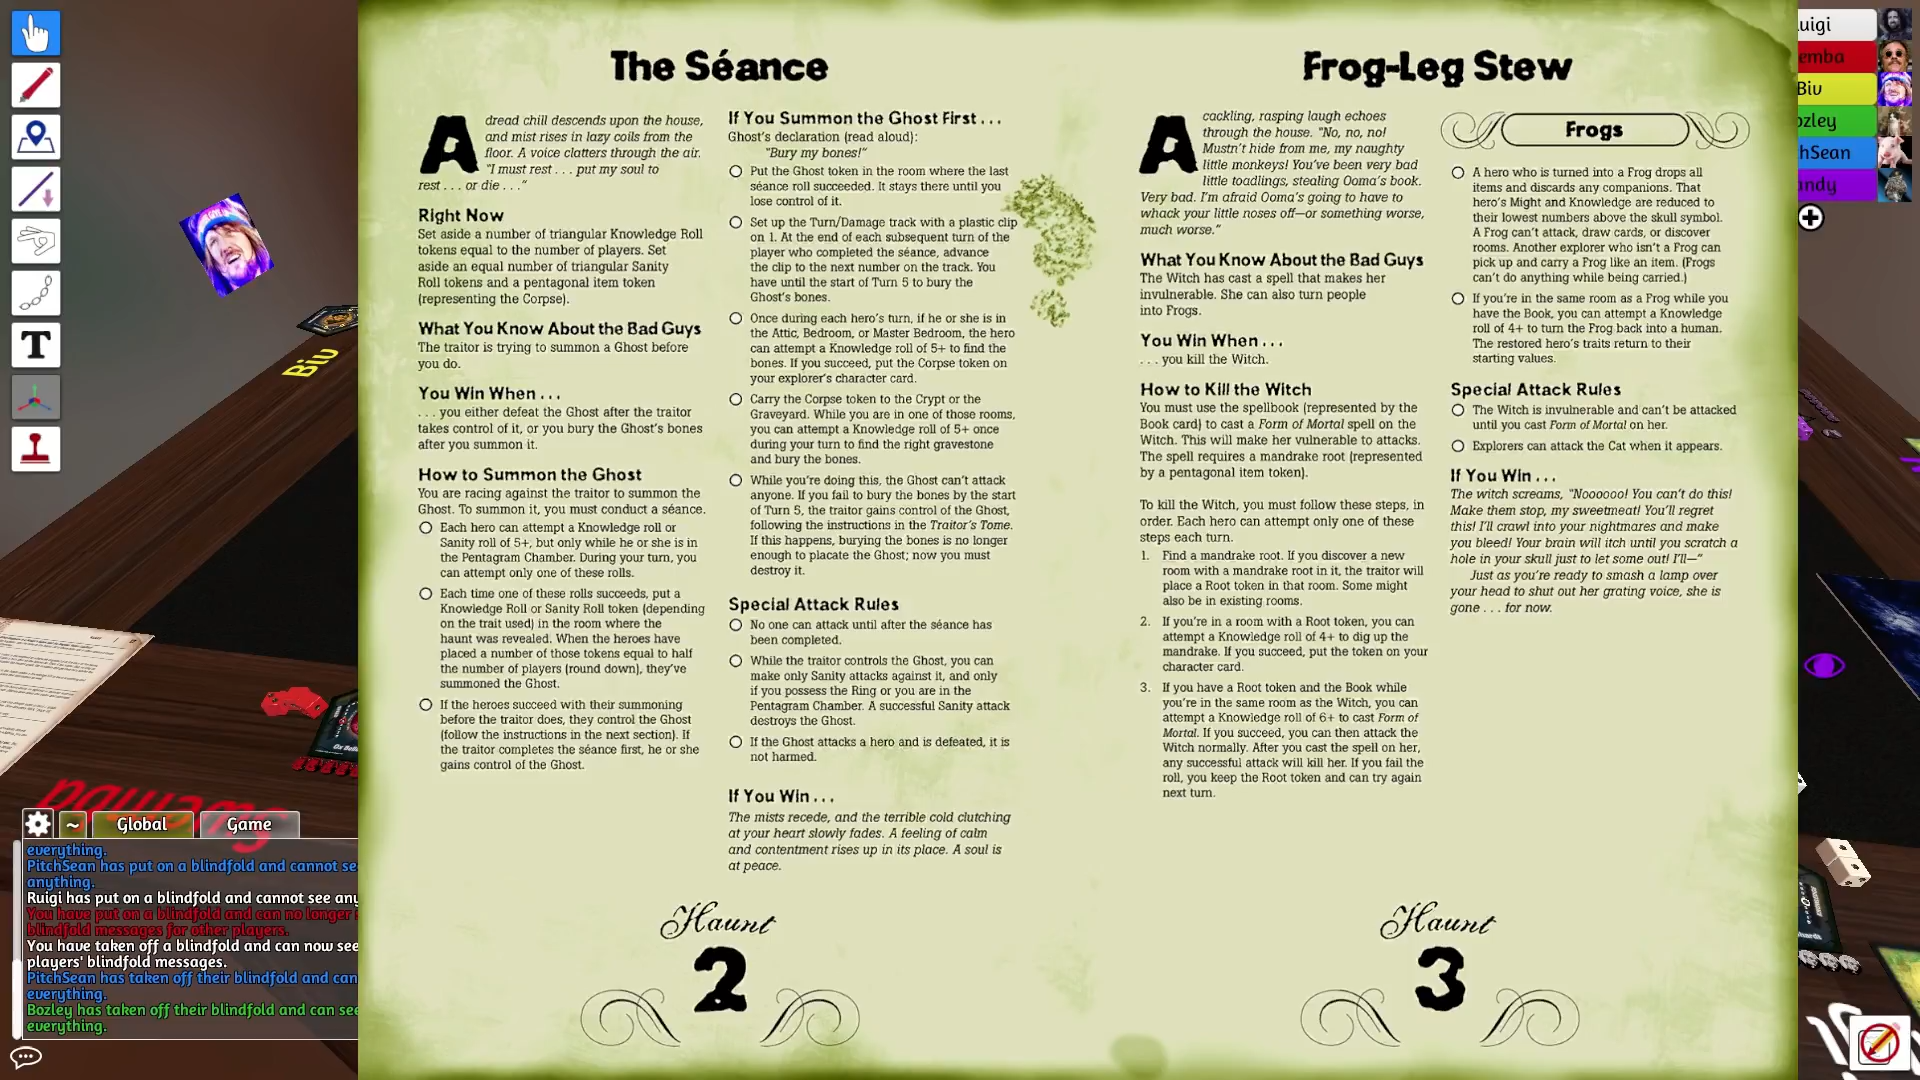 The Séance
A dread chill descends upon the house,
and mist rises in lazy coils from the
floor. A voice clatters through the air.
"I must rest . . . put my soul to
rest . . . or die . . ."
Right Now
Set aside a number of triangular Knowledge Roll
tokens equal to the number of players. Set
aside an equal number of triangular Sanity
Roll tokens and a pentagonal item token
(representing the Corpse).
What You Know About the Bad Guys
The traitor is trying to summon a Ghost before
you do.
You Win When . . .
. . . you either defeat the Ghost after the traitor
takes control of it, or you bury the Ghost's bones
after you summon it.
How to Summon the Ghost
You are racing against the traitor to summon the
Ghost. To summon it, you must conduct a séance.
Each hero can attempt a Knowledge roll or
Sanity roll of 5+, but only while he or she is in
the Pentagram Chamber. During your turn, you
can attempt only one of these rolls.
Each time one of these rolls succeeds, put a
Knowledge Roll or Sanity Roll token (depending
on the trait used) in the room where the
haunt was revealed. When the heroes have
placed a number of those tokens equal to half
the number of players (round down), they've
summoned the Ghost.
If the heroes succeed with their summoning
before the traitor does, they control the Ghost
(follow the instructions in the next section). If
the traitor completes the séance first, he or she
gains control of the Ghost.
If You Summon the Ghost First . . .
Ghost's declaration (read aloud):
"Bury my bones!"
Put the Ghost token in the room where the last
séance roll succeeded. It stays there until you
lose control of it.
Set up the Turn/Damage track with a plastic clip
on 1. At the end of each subsequent turn of the
player who completed the séance, advance
the clip to the next number on the track. You
have until the start of Turn 5 to bury the
Ghost's bones.
Once during each hero's turn, if he or she is in
the Attic, Bedroom, or Master Bedroom, the hero
can attempt a Knowledge roll of 5+ to find the
bones. If you succeed, put the Corpse token on
your explorer's character card.
Carry the Corpse token to the Crypt or the
Graveyard. While you are in one of those rooms,
you can attempt a Knowledge roll of 5+ once
during your turn to find the right gravestone
and bury the bones.
While you're doing this, the Ghost can't attack
anyone. If you fail to bury the bones by the start
of Turn 5, the traitor gains control of the Ghost,
following the instructions in the Traitor's Tome.
If this happens, burying the bones is no longer
enough to placate the Ghost; now you must
destroy it.
Special Attack Rules
No one can attack until after the séance has
been completed.
While the traitor controls the Ghost, you can
make only Sanity attacks against it, and only
if you possess the Ring or you are in the
Pentagram Chamber. A successful Sanity attack
destroys the Ghost.
If the Ghost attacks a hero and is defeated, it is
not harmed.
If You Win . . .
The mists recede, and the terrible cold clutching
at your heart slowly fades. A feeling of calm
and contentment rises up in its place. A soul is
at peace.
Haunt
2
Frog-Leg Stew
A cackling, rasping laugh echoes
through the house. "No, no, no!
Mustn't hide from me, my naughty
little monkeys! You've been very bad
little toadlings, stealing Ooma's book.
Very bad. I'm afraid Ooma's going to have to
whack your little noses off—or something worse,
much worse."
What You Know About the Bad Guys
The Witch has cast a spell that makes her
invulnerable. She can also turn people
into Frogs.
You Win When . . .
. . . you kill the Witch.
How to Kill the Witch
You must use the spellbook (represented by the
Book card) to cast a Form of Mortal spell on the
Witch. This will make her vulnerable to attacks.
The spell requires a mandrake root (represented
by a pentagonal item token).
To kill the Witch, you must follow these steps, in
order. Each hero can attempt only one of these
steps each turn.
1. Find a mandrake root. If you discover a new
room with a mandrake root in it, the traitor will
place a Root token in that room. Some might
also be in existing rooms.
2. If you're in a room with a Root token, you can
attempt a Knowledge roll of 4+ to dig up the
mandrake. If you succeed, put the token on your
character card.
3. If you have a Root token and the Book while
you're in the same room as the Witch, you can
attempt a Knowledge roll of 6+ to cast Form of
Mortal. If you succeed, you can then attack the
Witch normally. After you cast the spell on her,
any successful attack will kill her. If you fail the
roll, you keep the Root token and can try again
next turn.
Frogs
A hero who is turned into a Frog drops all
items and discards any companions. That
hero's Might and Knowledge are reduced to
their lowest numbers above the skull symbol.
A Frog can't attack, draw cards, or discover
rooms. Another explorer who isn't a Frog can
pick up and carry a Frog like an item. (Frogs
can't do anything while being carried.)
If you're in the same room as a Frog while you
have the Book, you can attempt a Knowledge
roll of 4+ to turn the Frog back into a human.
The restored hero's traits return to their
starting values.
Special Attack Rules
The Witch is invulnerable and can't be attacked
until you cast Form of Mortal on her.
Explorers can attack the Cat when it appears.
If You Win . . .
The witch screams, "Noooooo! You can't do this!
Make them stop, my sweetmeat! You'll regret
this! I'll crawl into your nightmares and make
you bleed! Your brain will itch until you scratch a
hole in your skull just to let some out! I'll—"
Just as you're ready to smash a lamp over
your head to shut out her grating voice, she is
gone . . . for now.
Haunt
3
uigi
emba
Biv
ozley
chSean
andy
T
Biv
~
Global
Game
everything.
PitchSean has put on a blindfold and cannot se
anything.
Ruigi has put on a blindfold and cannot see any
You have put on a blindfold and can no longer
blindfold messages for other players.
You have taken off a blindfold and can now see
players' blindfold messages.
PitchSean has taken off their blindfold and can
everything.
Bozley has taken off their blindfold and can see
everything.